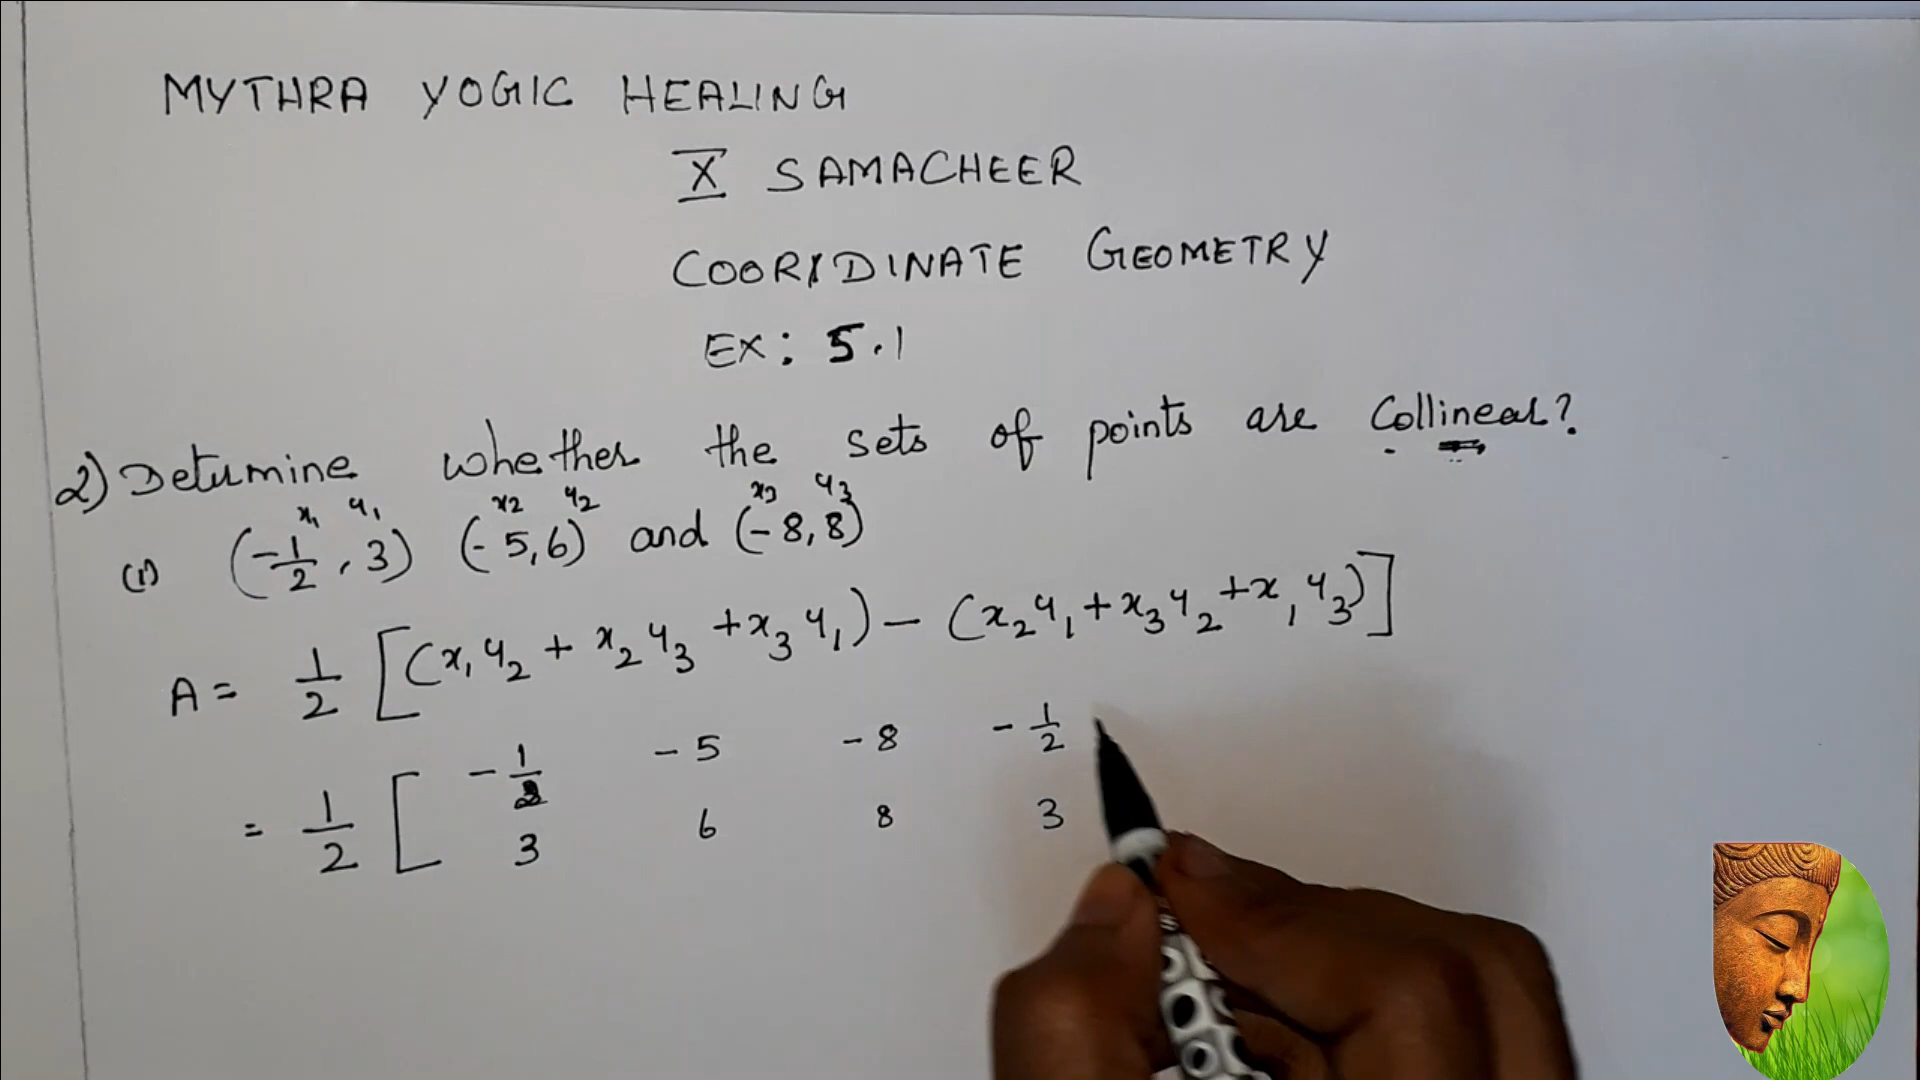 MYTHRA YOGIC HEALING
X SAMACHEER
COORDINATE GEOMETRY
EX: 5.1
2) Determine whether the sets of points are Collinear?
x₁ y₁ x₂ y₂ x₃ y₃
(i) (-1/2, 3) (-5, 6) and (-8, 8)
A = 1/2 [(x₁y₂ + x₂y₃ + x₃y₁) - (x₂y₁ + x₃y₂ + x₁y₃)]
= 1/2 [ -1/2 -5 -8 -1/2
3 6 8 3